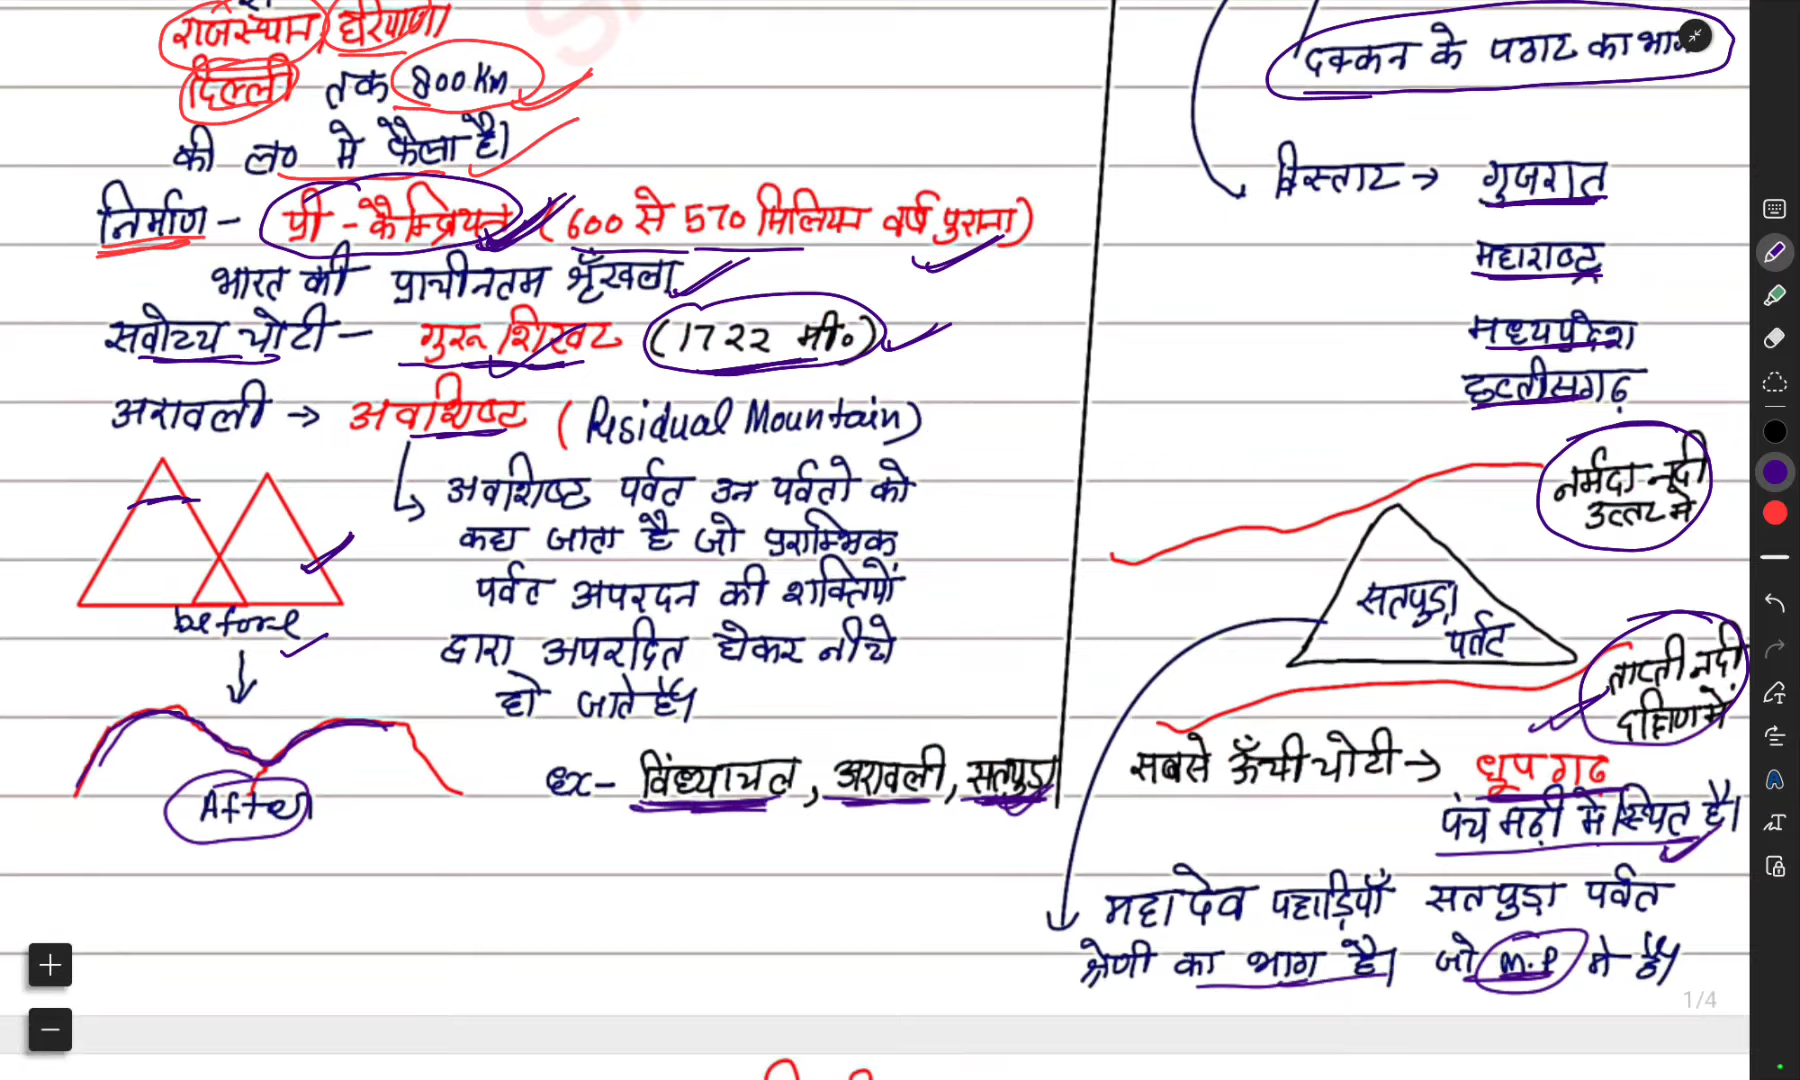 राजस्थान, हरियाणा
दिल्ली तक 800 Km
की ल० मे फैला है।
निर्माण - प्री-कैम्ब्रियन (600 से 570 मिलियन वर्ष पुराना)
भारत की प्राचीनतम श्रृंखला
सर्वोच्च चोटी - गुरू शिखर (1722 मी०)
अरावली → अवशिष्ट (Residual Mountain)
अवशिष्ट पर्वत उन पर्वतो को
कहा जाता है जो प्रारम्भिक
पर्वत अपरदन की शक्तियों
द्वारा अपरदित होकर नीचे
हो जाते हैं।
before
After
ex- विंध्याचल, अरावली, सतपुड़ा
दक्कन के पठार का
विस्तार → गुजरात
महाराष्ट्र
मध्यप्रदेश
छत्तीसगढ़
नर्मदा नदी
उत्तर मे
सतपुड़ा
पर्वत
ताप्ती नदी
दक्षिण में
सबसे ऊँची चोटी → धूपगढ़
पंचमढ़ी में स्थित है।
महादेव पहाड़ियाँ सतपुड़ा पर्वत
श्रेणी का भाग है। जो M.P मे है।
1/4